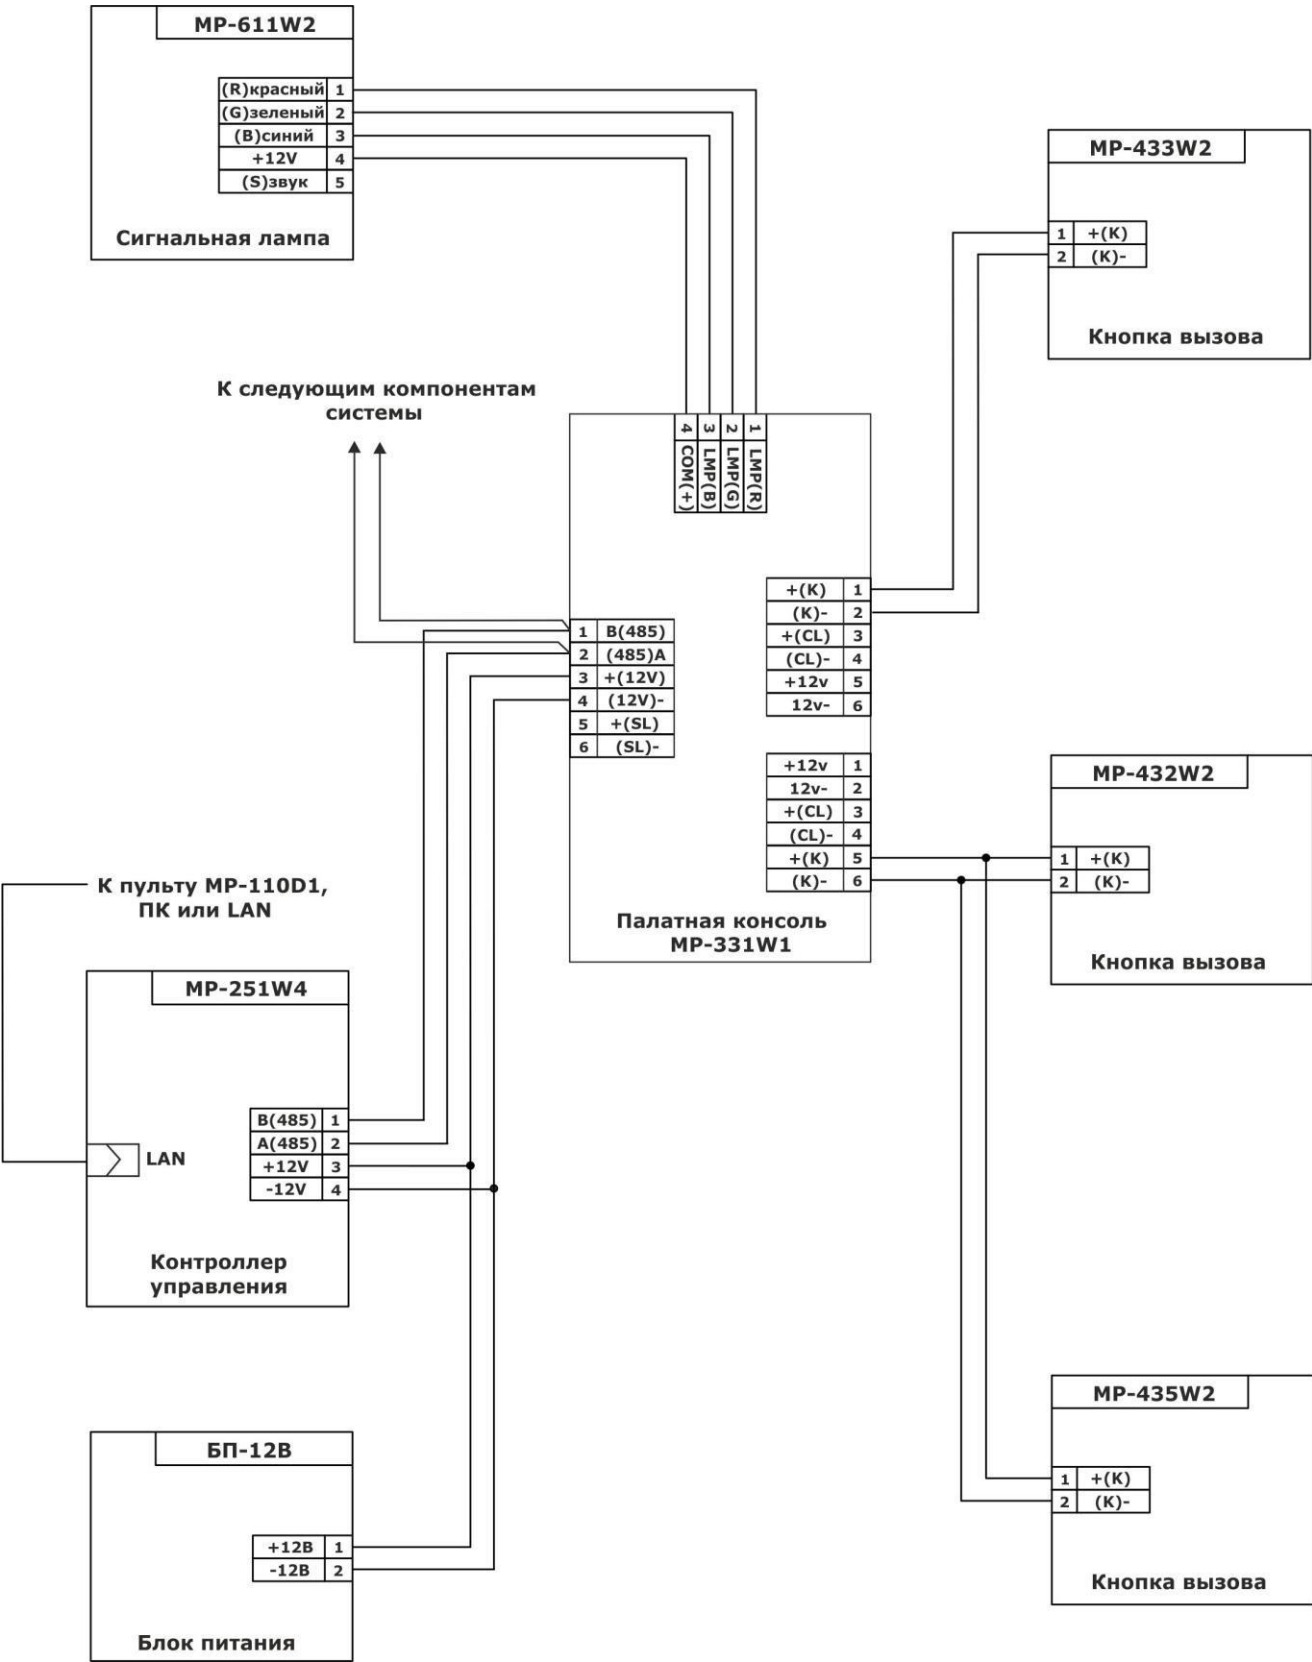 MP-611W2
(R)красный 1
(G)зеленый 2
(B)синий 3
+12V 4
(S)звук 5
Сигнальная лампа
MP-433W2
1 +(K)
2 (K)-
Кнопка вызова
К следующим компонентам
системы
4 COM(+)
3 LMP(B)
2 LMP(G)
1 LMP(R)
+(K) 1
(K)- 2
+(CL) 3
(CL)- 4
+12v 5
12v- 6
1 B(485)
2 (485)A
3 +(12V)
4 (12V)-
5 +(SL)
6 (SL)-
+12v 1
12v- 2
+(CL) 3
(CL)- 4
+(K) 5
(K)- 6
Палатная консоль
MP-331W1
MP-432W2
1 +(K)
2 (K)-
Кнопка вызова
К пульту MP-110D1,
ПК или LAN
MP-251W4
B(485) 1
A(485) 2
+12V 3
-12V 4
LAN
Контроллер
управления
MP-435W2
1 +(K)
2 (K)-
Кнопка вызова
БП-12В
+12В 1
-12В 2
Блок питания